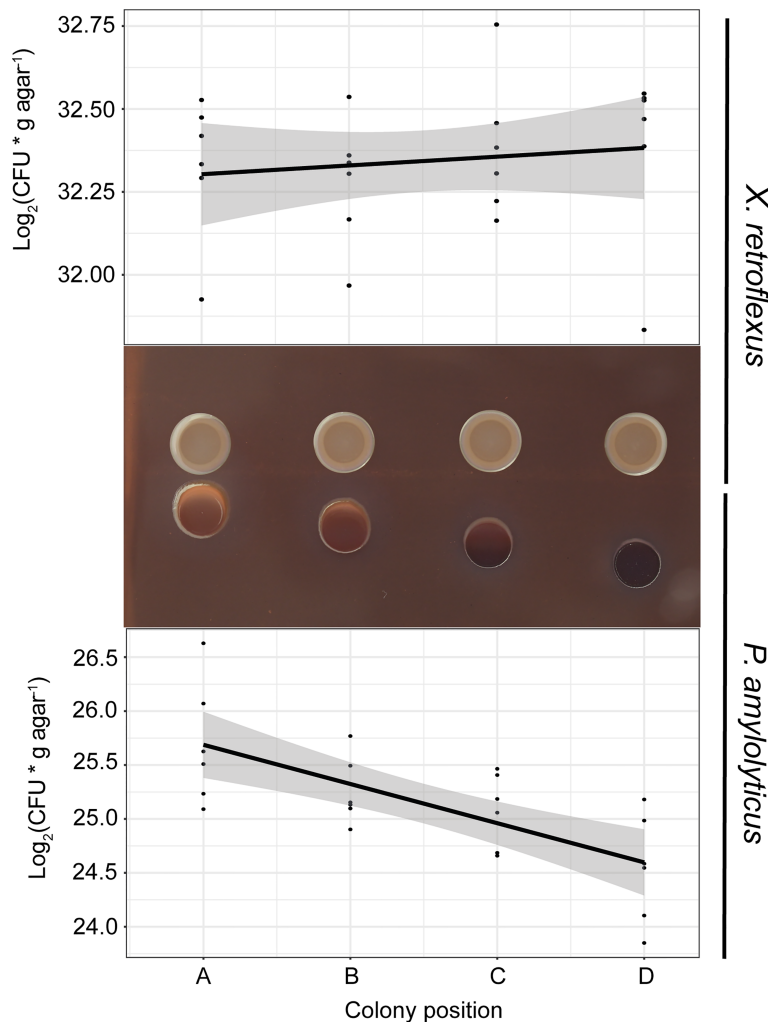 32.75
32.50
32.25
32.00
Log₂(CFU * g agar⁻¹)
X. retroflexus
26.5
26.0
25.5
25.0
24.5
24.0
Log₂(CFU * g agar⁻¹)
P. amylolyticus
A B C D
Colony position